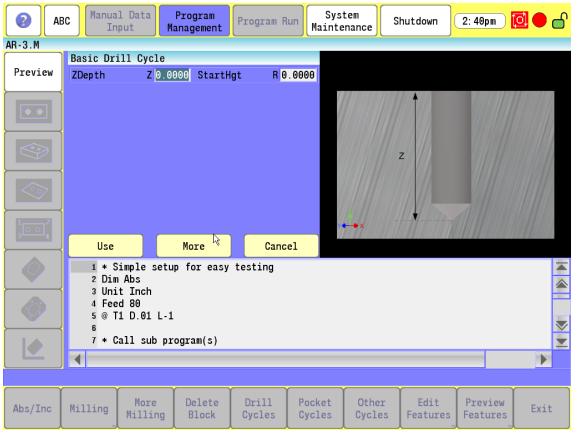 ?
ABC
Manual Data Input
Program Management
Program Run
System Maintenance
Shutdown
2:40pm
AR-3.M
Preview
Basic Drill Cycle
ZDepth Z 0.0000 StartHgt R 0.0000
Z
Y X
Use More Cancel
1 * Simple setup for easy testing
2 Dim Abs
3 Unit Inch
4 Feed 80
5 @ T1 D.01 L-1
6
7 * Call sub program(s)
Abs/Inc
Milling
More Milling
Delete Block
Drill Cycles
Pocket Cycles
Other Cycles
Edit Features
Preview Features
Exit